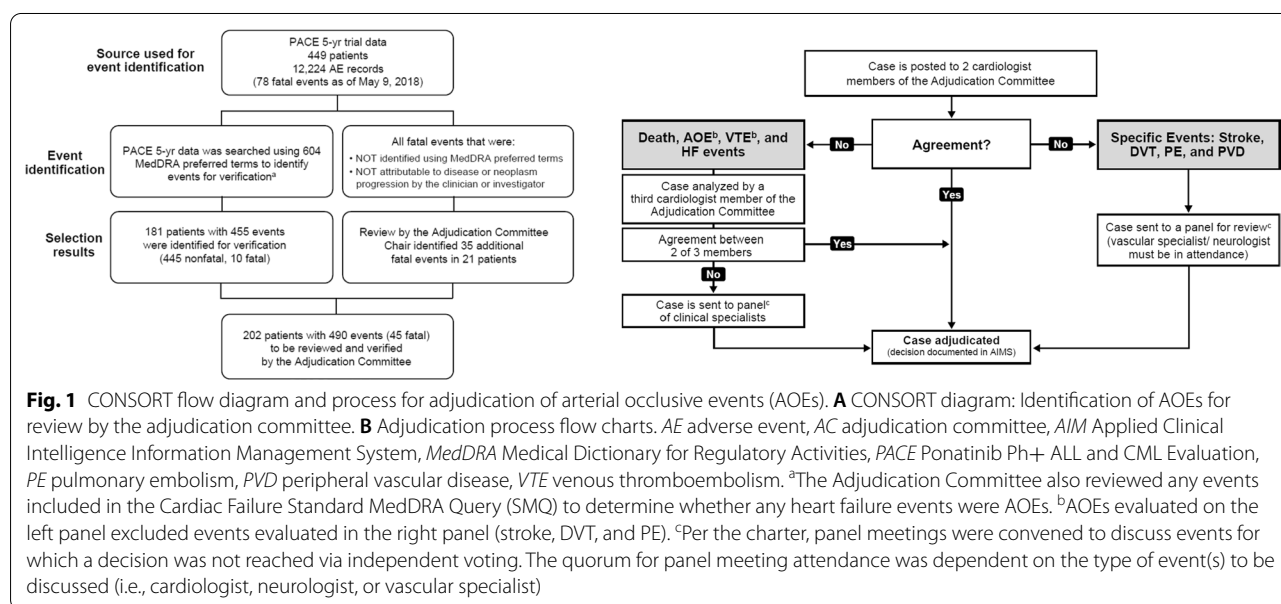 Source used for
event identification
PACE 5-yr trial data
449 patients
12,224 AE records
(78 fatal events as of May 9, 2018)
Event
identification
PACE 5-yr data was searched using 604
MedDRA preferred terms to identify
events for verificationᵃ
All fatal events that were:
• NOT identified using MedDRA preferred terms
• NOT attributable to disease or neoplasm
progression by the clinician or investigator
Selection
results
181 patients with 455 events
were identified for verification
(445 nonfatal, 10 fatal)
Review by the Adjudication Committee
Chair identified 35 additional
fatal events in 21 patients
202 patients with 490 events (45 fatal)
to be reviewed and verified
by the Adjudication Committee
Case is posted to 2 cardiologist
members of the Adjudication Committee
Death, AOEᵇ, VTEᵇ, and
HF events
No
Agreement?
No
Specific Events: Stroke,
DVT, PE, and PVD
Case analyzed by a
third cardiologist member of the
Adjudication Committee
Yes
Agreement between
2 of 3 members
Yes
Case sent to a panel for reviewᶜ
(vascular specialist/ neurologist
must be in attendance)
No
Case is sent to panelᶜ
of clinical specialists
Case adjudicated
(decision documented in AIMS)
Fig. 1 CONSORT flow diagram and process for adjudication of arterial occlusive events (AOEs). A CONSORT diagram: Identification of AOEs for
review by the adjudication committee. B Adjudication process flow charts. AE adverse event, AC adjudication committee, AIM Applied Clinical
Intelligence Information Management System, MedDRA Medical Dictionary for Regulatory Activities, PACE Ponatinib Ph+ ALL and CML Evaluation,
PE pulmonary embolism, PVD peripheral vascular disease, VTE venous thromboembolism. ᵃThe Adjudication Committee also reviewed any events
included in the Cardiac Failure Standard MedDRA Query (SMQ) to determine whether any heart failure events were AOEs. ᵇAOEs evaluated on the
left panel excluded events evaluated in the right panel (stroke, DVT, and PE). ᶜPer the charter, panel meetings were convened to discuss events for
which a decision was not reached via independent voting. The quorum for panel meeting attendance was dependent on the type of event(s) to be
discussed (i.e., cardiologist, neurologist, or vascular specialist)